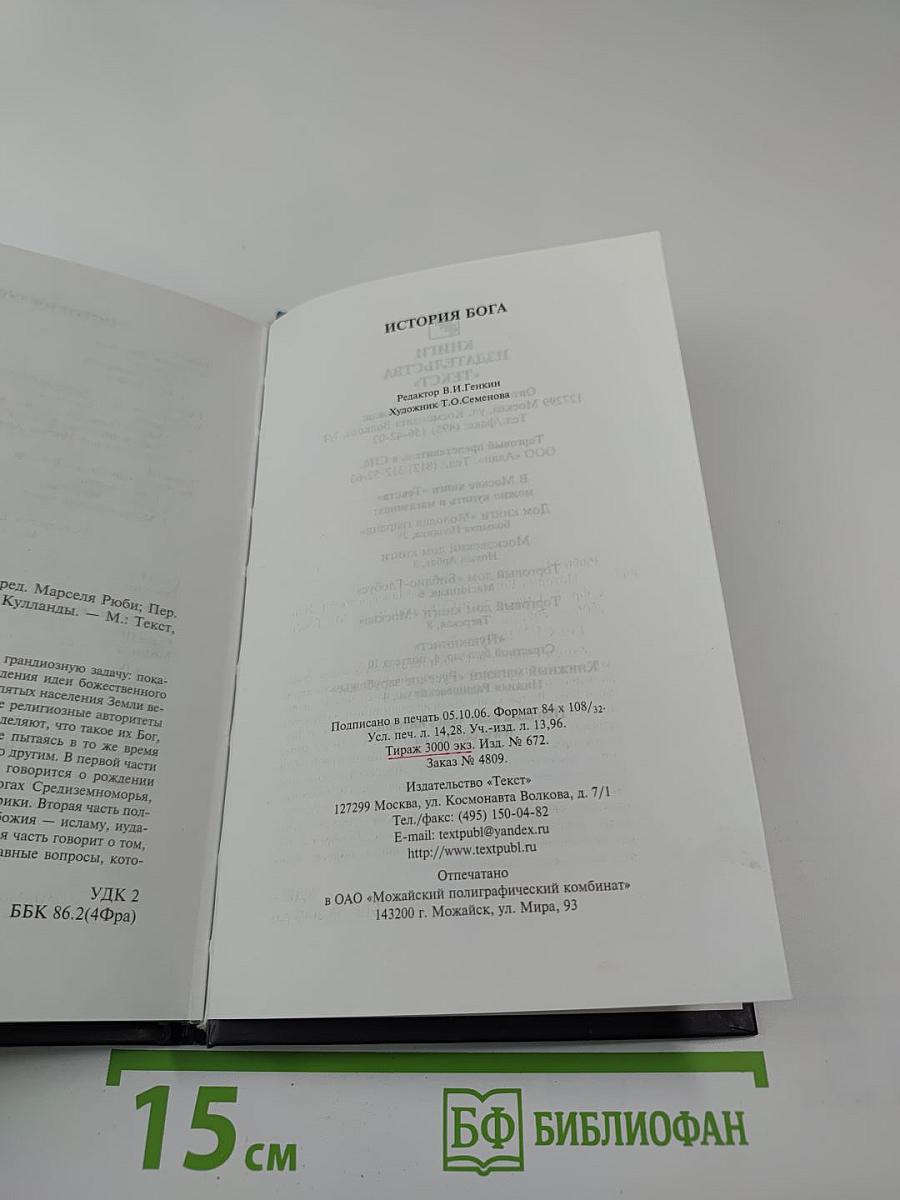 ред. Марселя Рюби; Пер.
Кулланды. — М.: Текст,
грандиозную задачу: пока-
дения идеи божественного
пятых населения Земли ве-
е религиозные авторитеты
деляют, что такое их Бог,
е пытаясь в то же время
о другим. В первой части
говорится о рождении
огах Средиземноморья,
рики. Вторая часть пол-
божия — исламу, иуда-
я часть говорит о том,
авные вопросы, кото-
УДК 2
ББК 86.2(4Фра)
ИСТОРИЯ БОГА
Редактор В.И.Генкин
Художник Т.О.Семенова
Подписано в печать 05.10.06. Формат 84 х 108/32.
Усл. печ. л. 14,28. Уч.-изд. л. 13,96.
Тираж 3000 экз. Изд. № 672.
Заказ № 4809.
Издательство «Текст»
127299 Москва, ул. Космонавта Волкова, д. 7/1
Тел./факс: (495) 150-04-82
E-mail: textpubl@yandex.ru
http://www.textpubl.ru
Отпечатано
в ОАО «Можайский полиграфический комбинат»
143200 г. Можайск, ул. Мира, 93
15 см
БФ БИБЛИОФАН